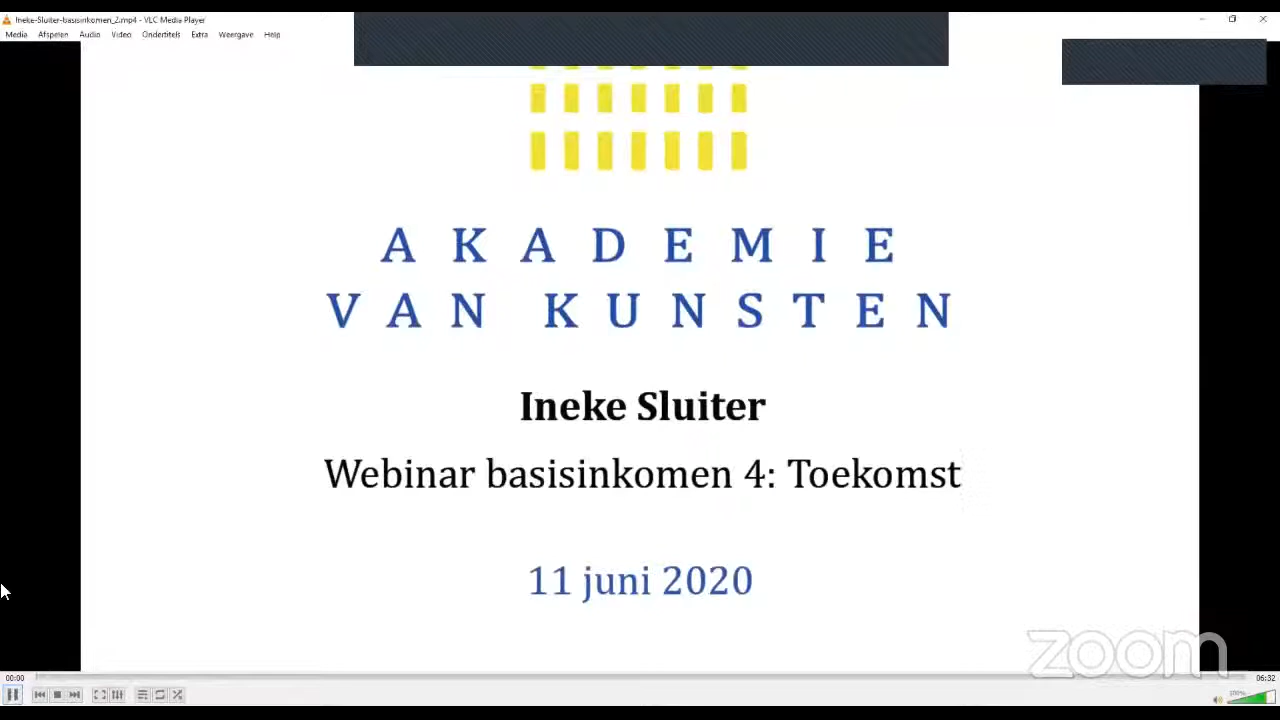 Ineke-Sluiter-basisinkomen_2.mp4 - VLC Media Player
Media Afspelen Audio Video Ondertitels Extra Weergave Help
AKADEMIE
VAN KUNSTEN
Ineke Sluiter
Webinar basisinkomen 4: Toekomst
11 juni 2020
zoom
00:00 06:32
100%